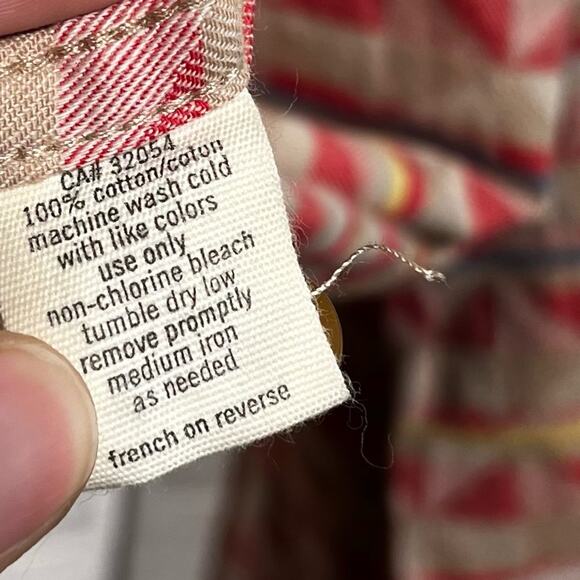 CA# 32054
100% cotton/coton
machine wash cold
with like colors
use only
non-chlorine bleach
tumble dry low
remove promptly
medium iron
as needed
french on reverse